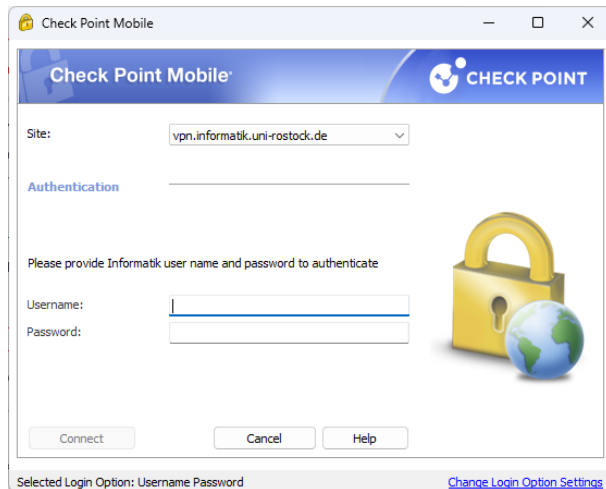 Check Point Mobile
Check Point Mobile
CHECK POINT
Site:
vpn.informatik.uni-rostock.de
Authentication
Please provide Informatik user name and password to authenticate
Username:
Password:
Connect
Cancel
Help
Selected Login Option: Username Password
Change Login Option Settings